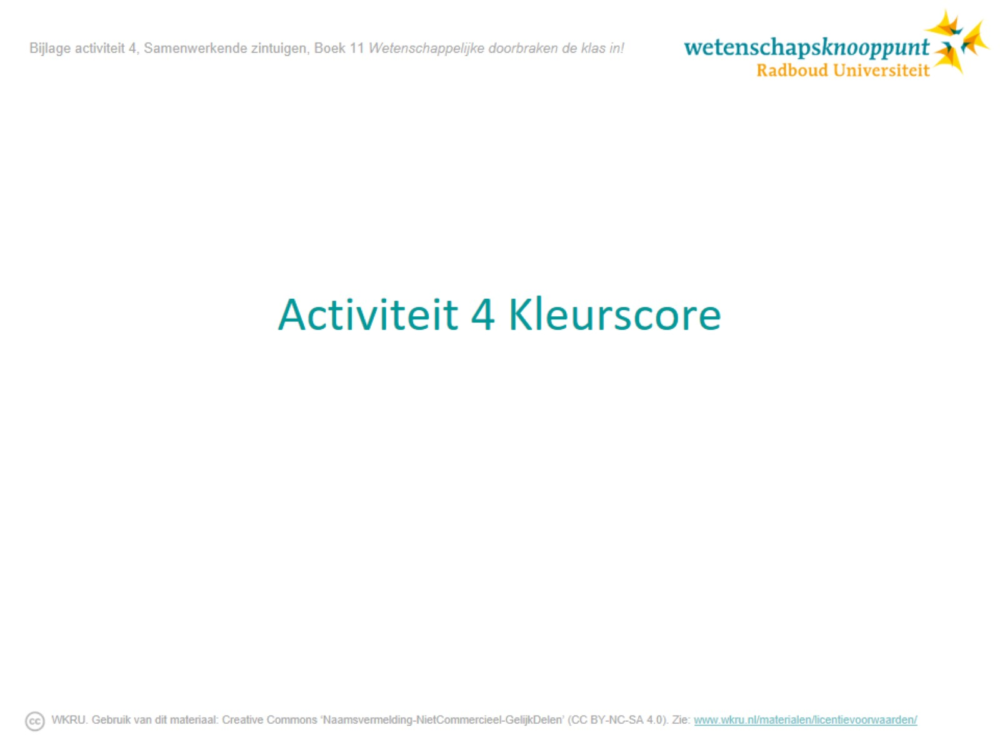 Bijlage activiteit 4, Samenwerkende zintuigen, Boek 11 Wetenschappelijke doorbraken de klas in!
wetenschapsknooppunt
Radboud Universiteit
Activiteit 4 Kleurscore
cc WKRU. Gebruik van dit materiaal: Creative Commons ‘Naamsvermelding-NietCommercieel-GelijkDelen’ (CC BY-NC-SA 4.0). Zie: www.wkru.nl/materialen/licentievoorwaarden/